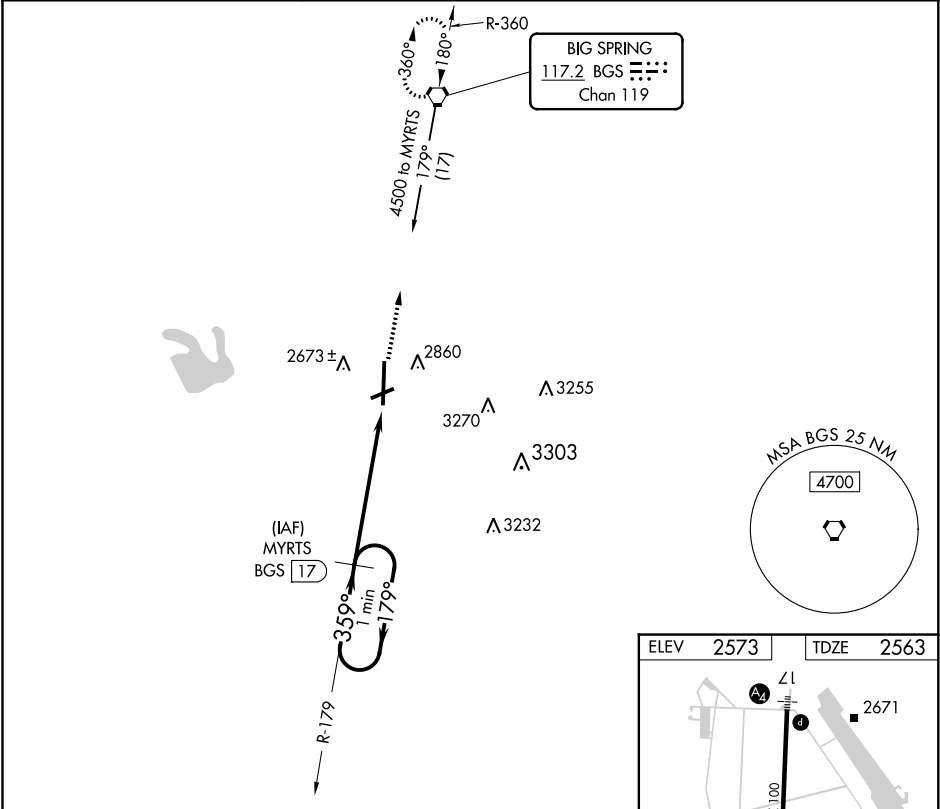 R-360
360°
180°
BIG SPRING
117.2 BGS
Chan 119
4500 to MYRTS
179°
(17)
2673 ±
2860
3255
3270
3303
3232
MSA BGS 25 NM
4700
(IAF)
MYRTS
BGS 17
359°
1 min
179°
R-179
ELEV 2573
TDZE 2563
17
A4
P
2671
100